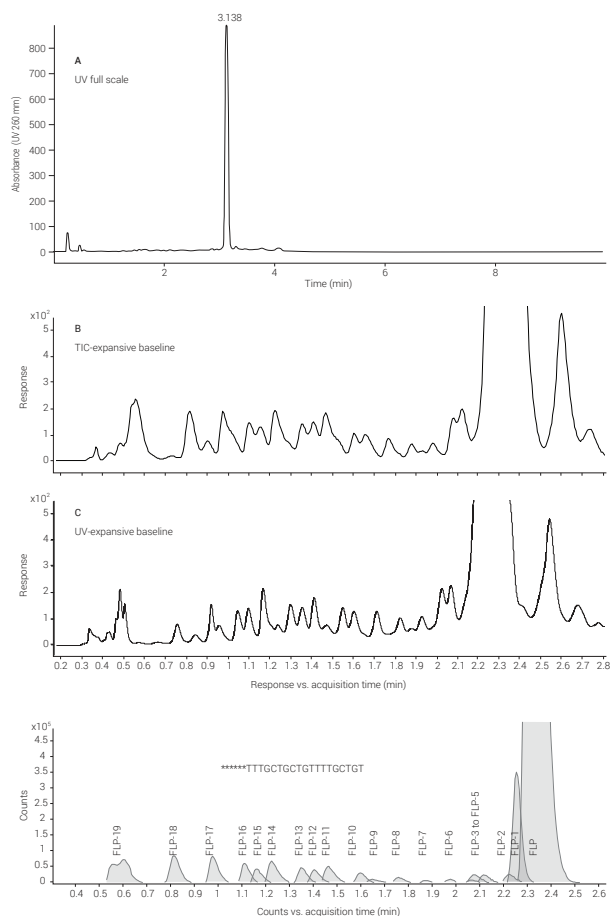 3.138
A
UV full scale
Absorbance (UV 260 mm)
800
700
600
500
400
300
200
100
0
2 4 6 8
Time (min)
x10²
B
TIC-expansive baseline
Response
5
4
3
2
1
0
x10²
C
UV-expansive baseline
Response
5
4
3
2
1
0
0.2 0.3 0.4 0.5 0.6 0.7 0.8 0.9 1 1.1 1.2 1.3 1.4 1.5 1.6 1.7 1.8 1.9 2 2.1 2.2 2.3 2.4 2.5 2.6 2.7 2.8
Response vs. acquisition time (min)
x10⁵
Counts
4.5
4
3.5
3
2.5
2
1.5
1
0.5
0
******TTTGCTGCTGTTTTGCTGT
FLP-19
FLP-18
FLP-17
FLP-16
FLP-15
FLP-14
FLP-13
FLP-12
FLP-11
FLP-10
FLP-9
FLP-8
FLP-7
FLP-6
FLP-3 to FLP-5
FLP-2
FLP-1
FLP
0.4 0.5 0.6 0.7 0.8 0.9 1 1.1 1.2 1.3 1.4 1.5 1.6 1.7 1.8 1.9 2 2.1 2.2 2.3 2.4 2.5 2.6
Counts vs. acquisition time (min)